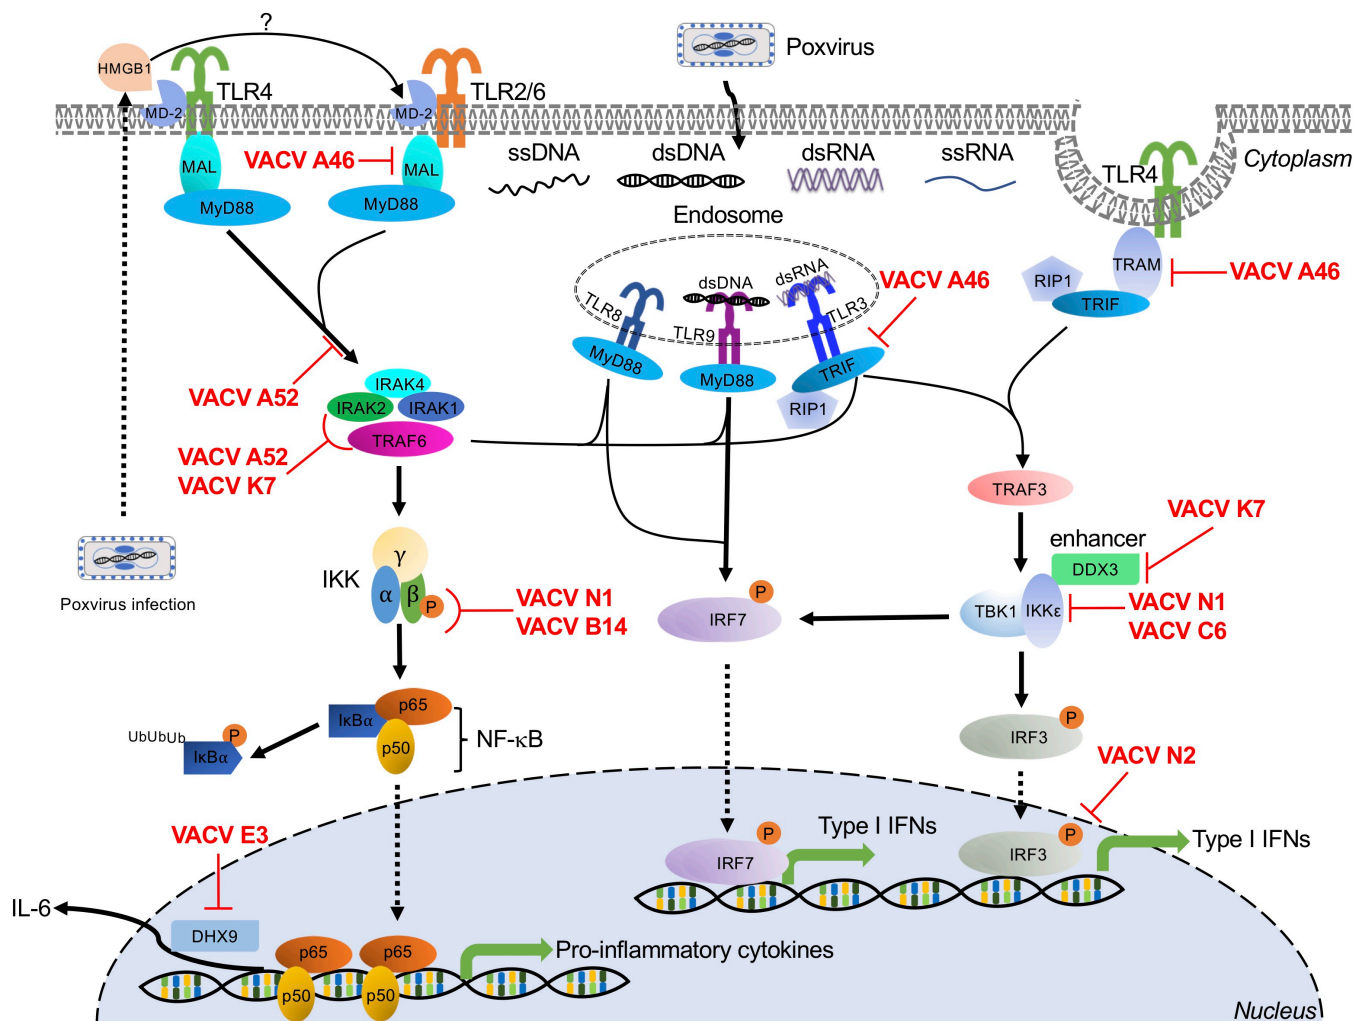 ?
Poxvirus
HMGB1
TLR4
TLR2/6
MD-2
MD-2
VACV A46
MAL
MAL
MyD88
MyD88
ssDNA
dsDNA
dsRNA
ssRNA
Cytoplasm
TLR4
TRAM
VACV A46
RIP1
TRIF
Endosome
dsDNA
dsRNA
TLR8
TLR9
TLR3
VACV A46
MyD88
MyD88
TRIF
RIP1
VACV A52
IRAK4
IRAK2
IRAK1
TRAF6
VACV A52
VACV K7
TRAF3
VACV K7
enhancer
DDX3
Poxvirus infection
IKK
γ
α
β
P
VACV N1
VACV B14
IRF7
P
TBK1
IKKε
VACV N1
VACV C6
IκBα
p65
p50
NF-κB
UbUbUb
P
IκBα
IRF3
P
VACV N2
VACV E3
IRF7
P
Type I IFNs
IRF3
P
Type I IFNs
IL-6
DHX9
p65
p65
p50
p50
Pro-inflammatory cytokines
Nucleus